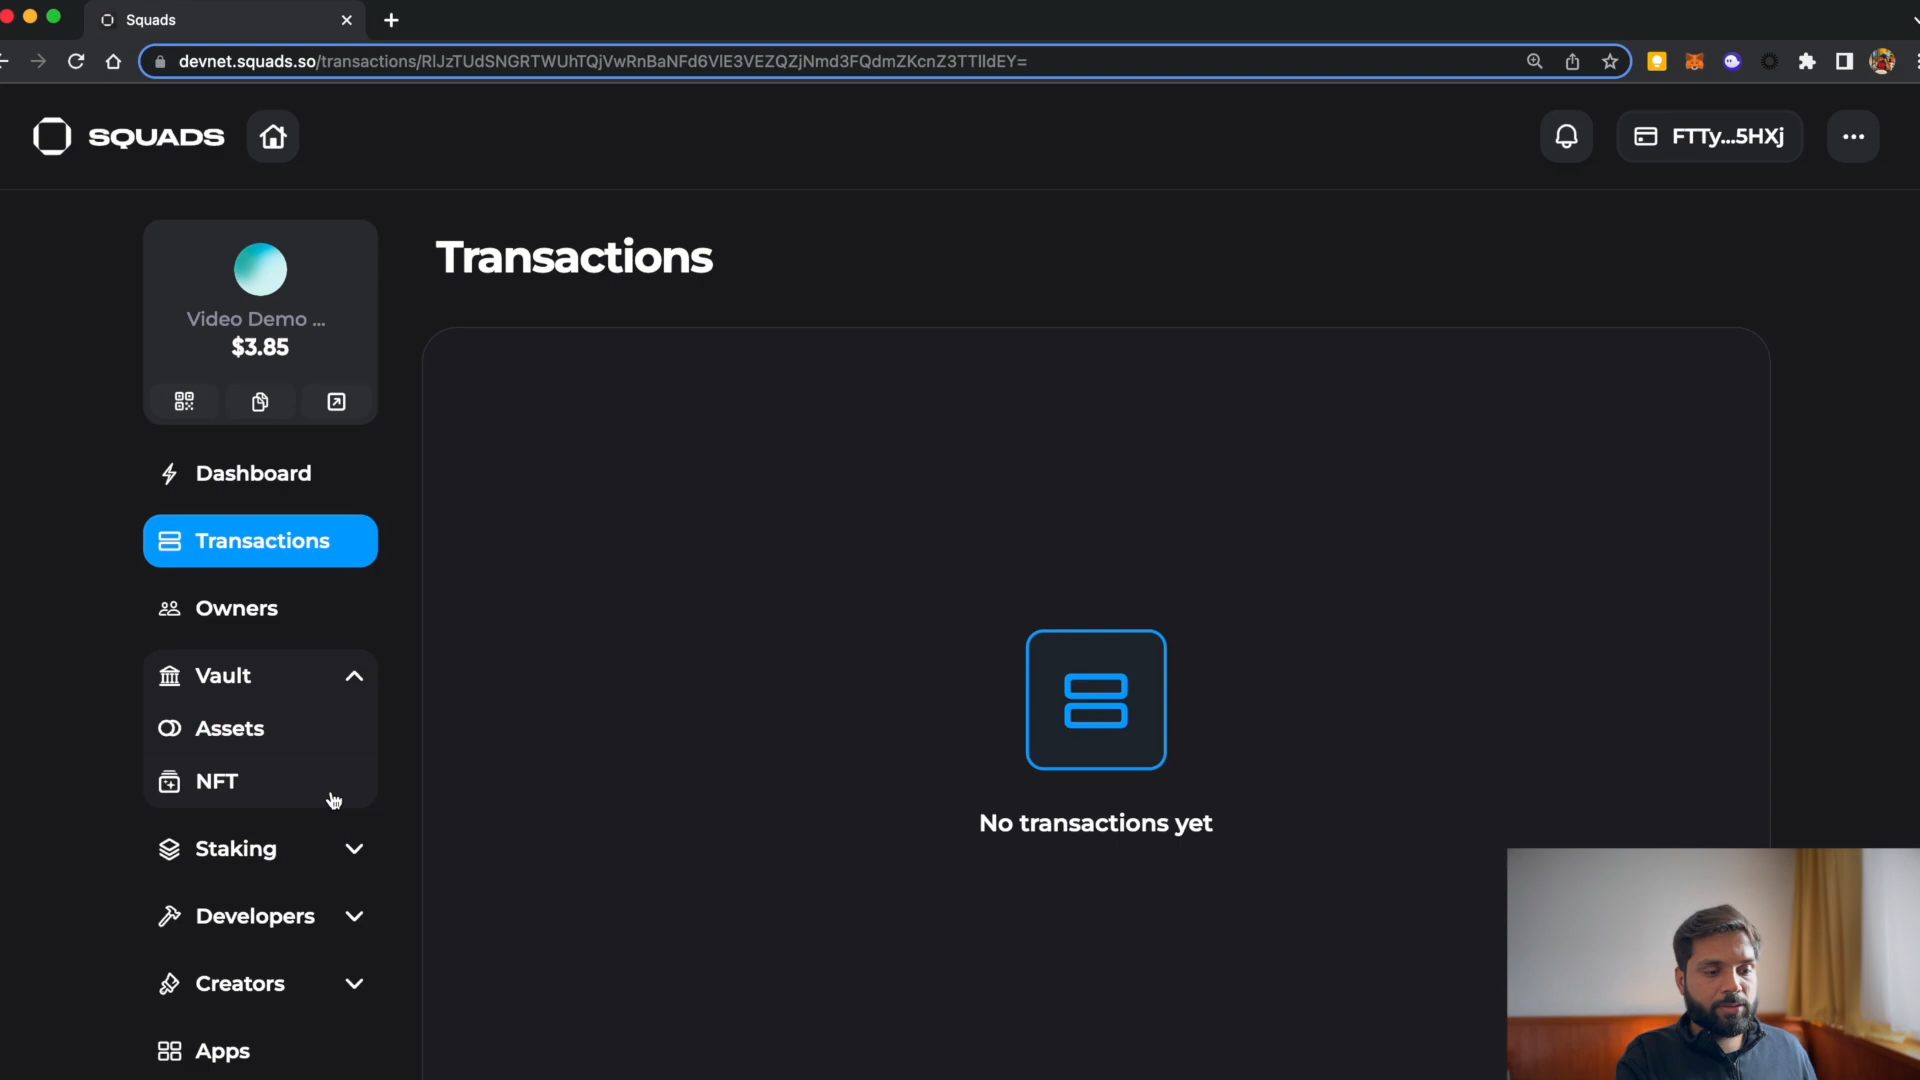 Squads
devnet.squads.so/transactions/RlJzTUdSNGRTWUhTQjVwRnBaNFd6VlE3VEZQZjNmd3FQdmZKcnZ3TTlldEY=
SQUADS
FTTy...5HXj
Video Demo ...
$3.85
Dashboard
Transactions
Owners
Vault
Assets
NFT
Staking
Developers
Creators
Apps
Transactions
No transactions yet